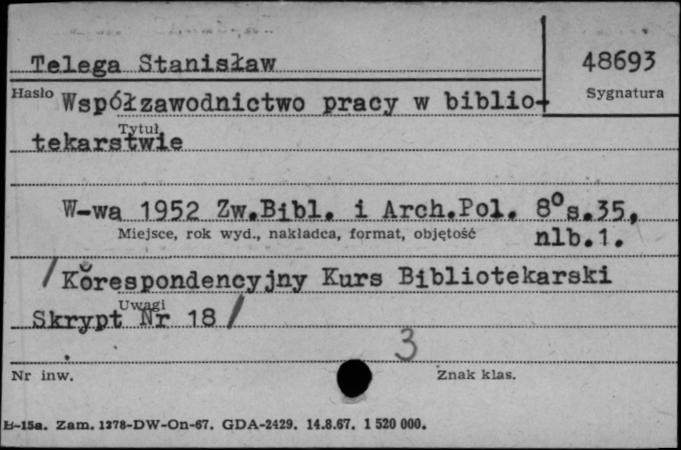 Telega Stanisław 48693
Hasło Sygnatura
Współzawodnictwo pracy w biblio-
Tytuł
tekarstwie
W-wa 1952 Zw.Bibl. i Arch.Pol. 8° s.35,
Miejsce, rok wyd., nakładca, format, objętość nlb.1.
/Korespondencyjny Kurs Bibliotekarski
Uwagi
Skrypt Nr 18/
3
Nr inw. Znak klas.
B-15a. Zam. 1278-DW-On-67. GDA-2429. 14.8.67. 1 520 000.